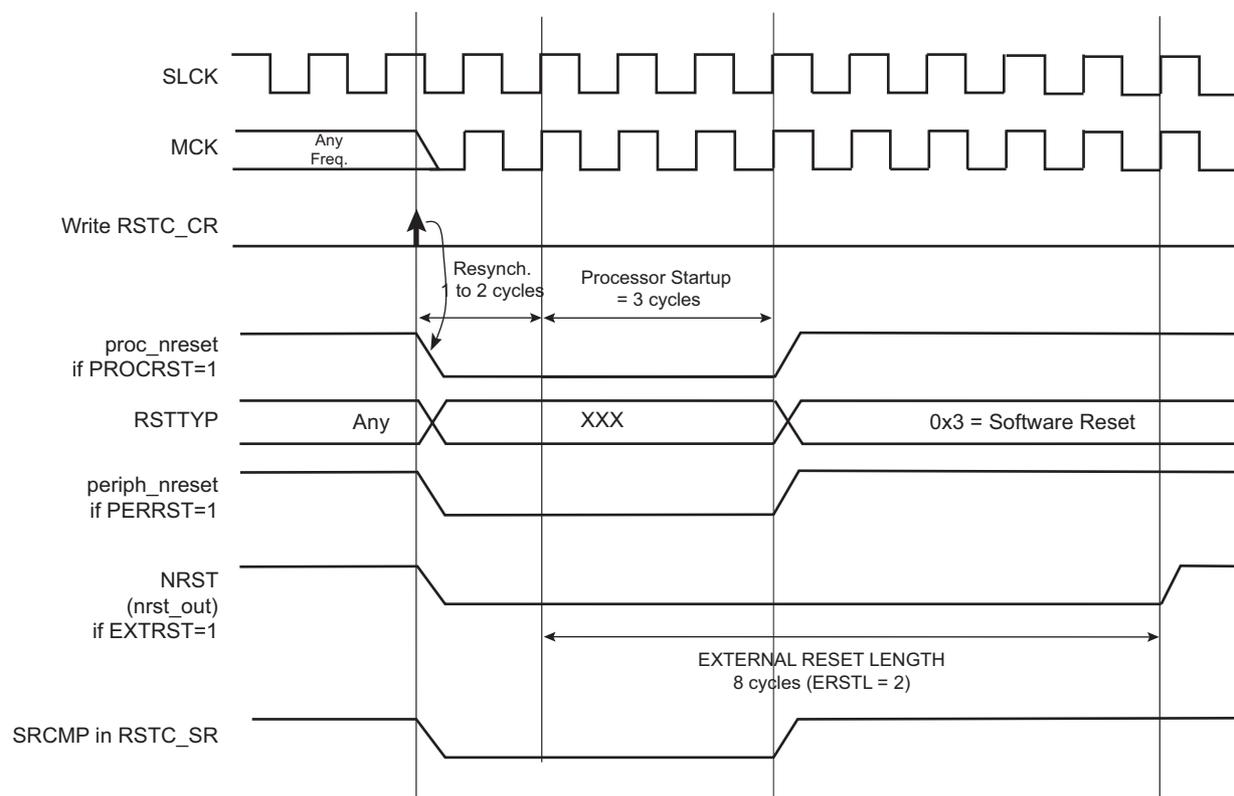 SLCK
MCK
Any
Freq.
Write RSTC_CR
Resynch.
1 to 2 cycles
Processor Startup
= 3 cycles
proc_nreset
if PROCRST=1
RSTTYP
Any
XXX
0x3 = Software Reset
periph_nreset
if PERRST=1
NRST
(nrst_out)
if EXTRST=1
EXTERNAL RESET LENGTH
8 cycles (ERSTL = 2)
SRCMP in RSTC_SR